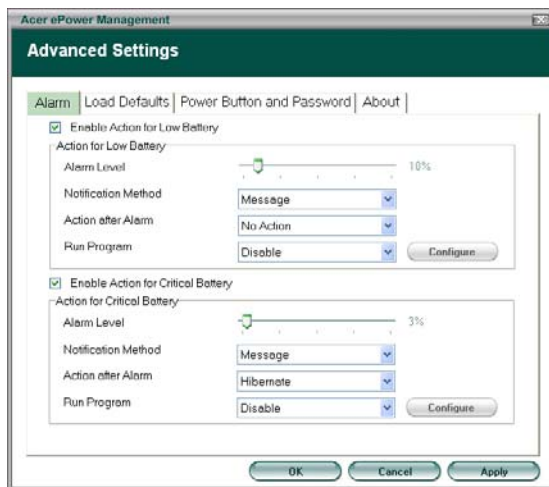 Acer ePower Management
Advanced Settings
Alarm Load Defaults Power Button and Password About
Enable Action for Low Battery
Action for Low Battery
Alarm Level 10%
Notification Method Message
Action after Alarm No Action
Run Program Disable Configure
Enable Action for Critical Battery
Action for Critical Battery
Alarm Level 3%
Notification Method Message
Action after Alarm Hibernate
Run Program Disable Configure
OK Cancel Apply